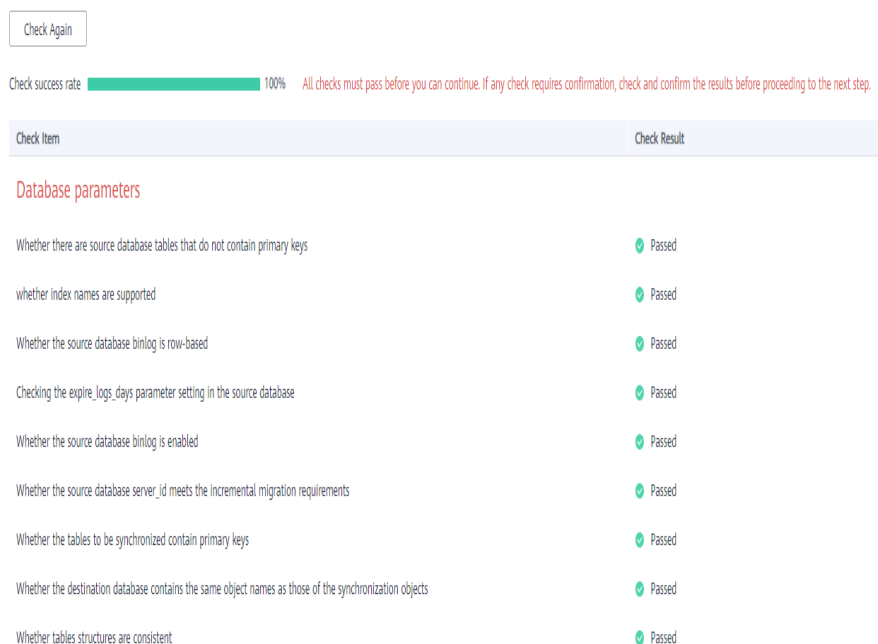 Check Again
Check success rate 100% All checks must pass before you can continue. If any check requires confirmation, check and confirm the results before proceeding to the next step.
Check Item Check Result
Database parameters
Whether there are source database tables that do not contain primary keys Passed
whether index names are supported Passed
Whether the source database binlog is row-based Passed
Checking the expire_logs_days parameter setting in the source database Passed
Whether the source database binlog is enabled Passed
Whether the source database server_id meets the incremental migration requirements Passed
Whether the tables to be synchronized contain primary keys Passed
Whether the destination database contains the same object names as those of the synchronization objects Passed
Whether tables structures are consistent Passed